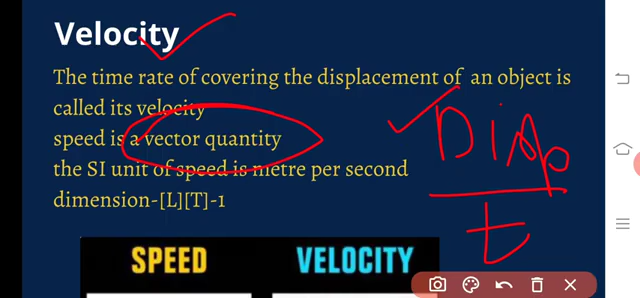 Velocity
The time rate of covering the displacement of an object is
called its velocity
speed is a vector quantity
the SI unit of speed is metre per second
dimension-[L][T]-1
Disp
t
SPEED VELOCITY